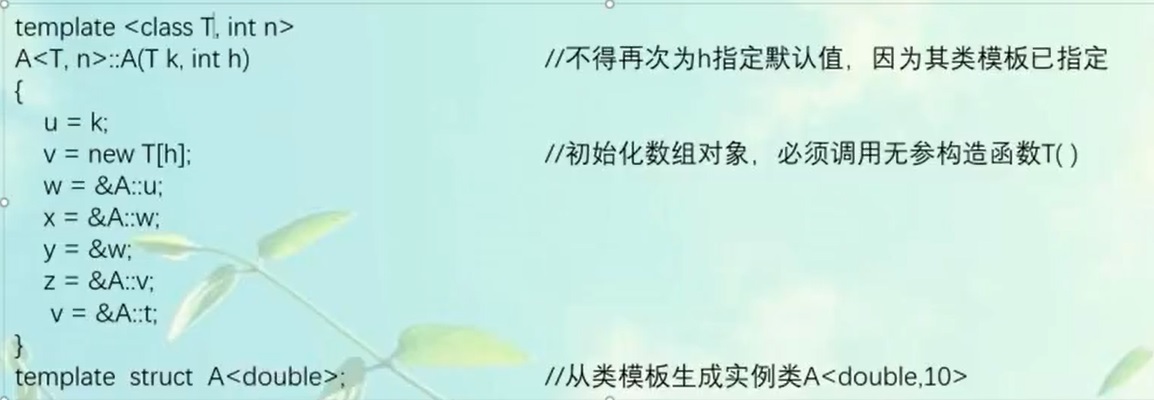 template <class T, int n>
A<T, n>::A(T k, int h) //不得再次为h指定默认值，因为其类模板已指定
{
u = k;
v = new T[h]; //初始化数组对象，必须调用无参构造函数T( )
w = &A::u;
x = &A::w;
y = &w;
z = &A::v;
v = &A::t;
}
template struct A<double>; //从类模板生成实例类A<double,10>